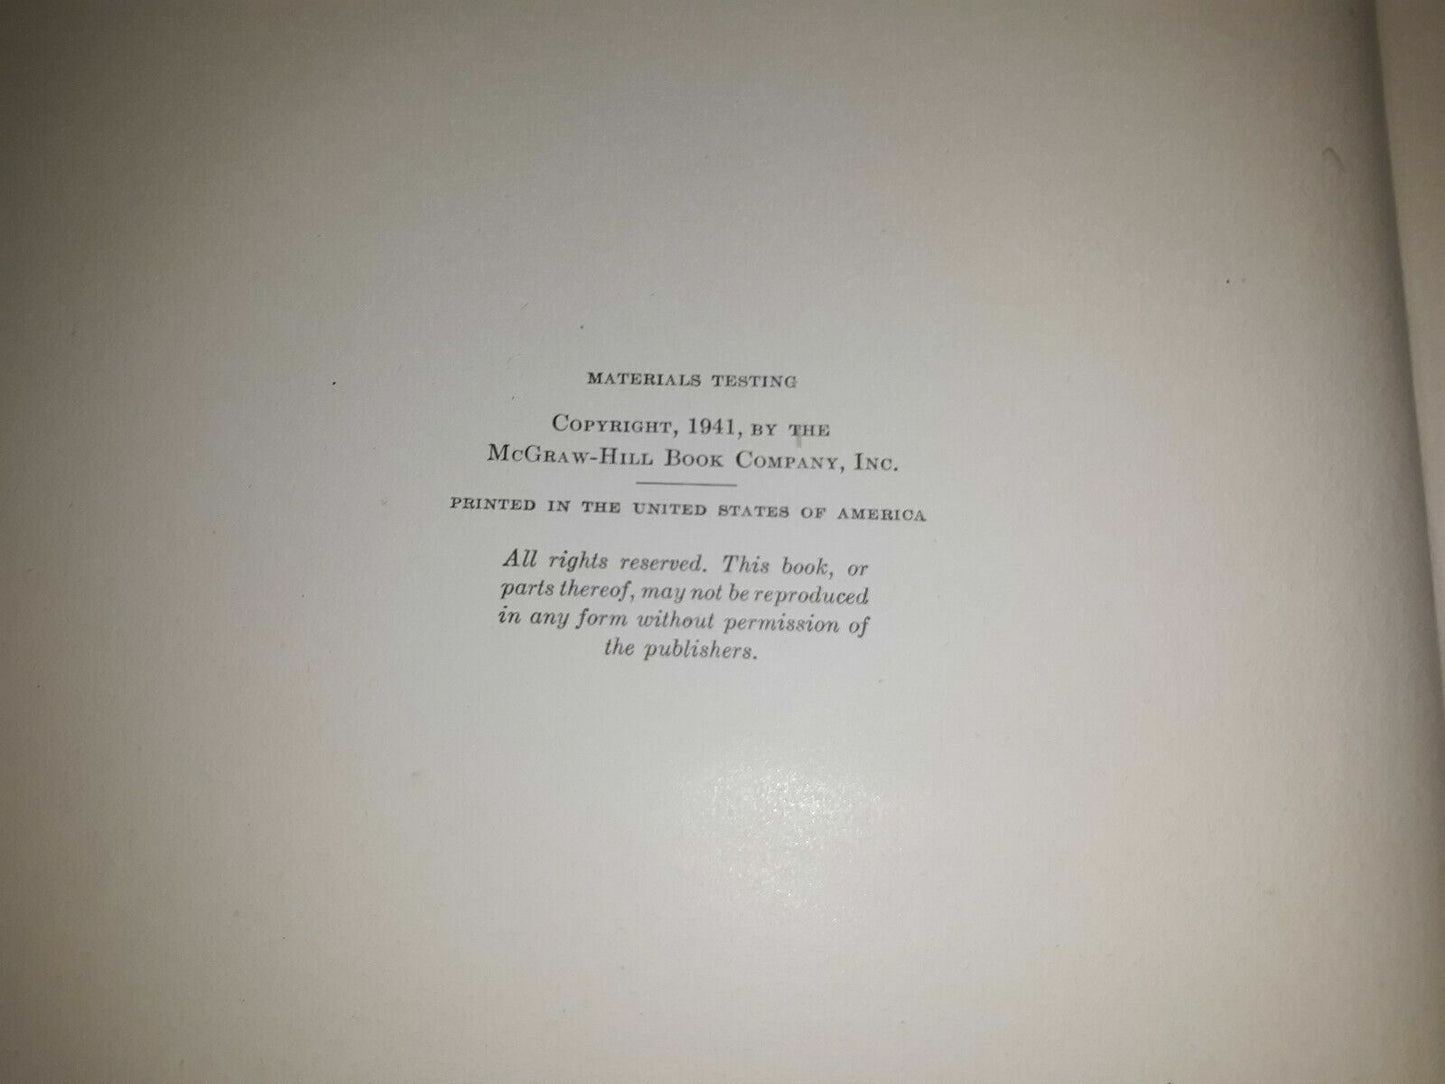 MATERIALS TESTING
COPYRIGHT, 1941, BY THE
MCGRAW-HILL BOOK COMPANY, INC.
PRINTED IN THE UNITED STATES OF AMERICA
All rights reserved. This book, or
parts thereof, may not be reproduced
in any form without permission of
the publishers.